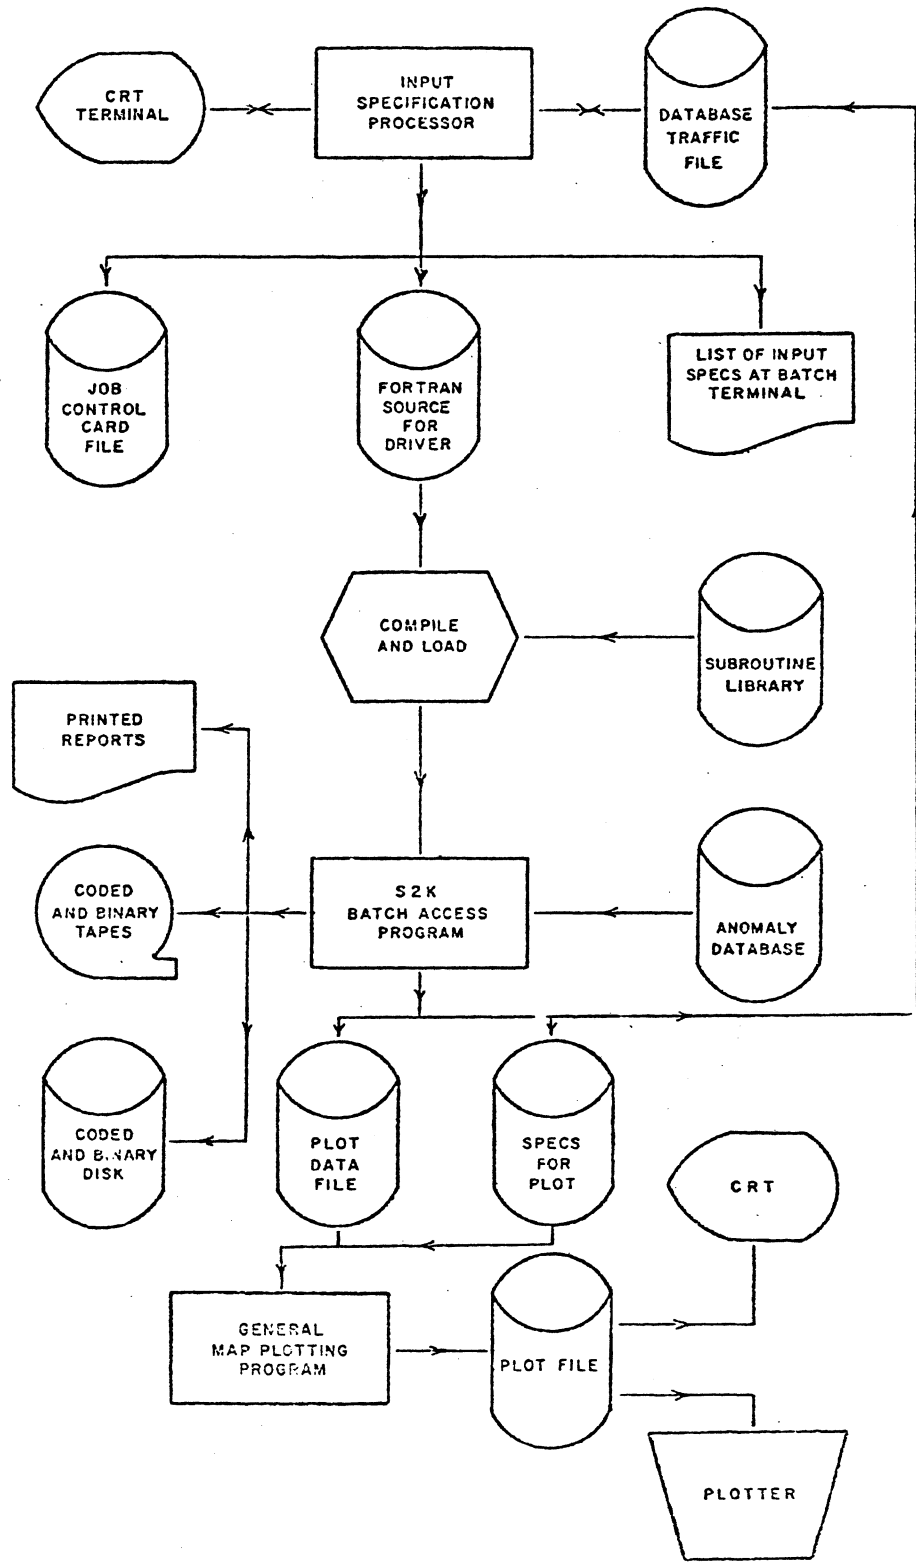 CRT
TERMINAL
INPUT
SPECIFICATION
PROCESSOR
DATABASE
TRAFFIC
FILE
JOB
CONTROL
CARD
FILE
FORTRAN
SOURCE
FOR
DRIVER
LIST OF INPUT
SPECS AT BATCH
TERMINAL
COMPILE
AND LOAD
SUBROUTINE
LIBRARY
PRINTED
REPORTS
CODED
AND BINARY
TAPES
S2K
BATCH ACCESS
PROGRAM
ANOMALY
DATABASE
CODED
AND BINARY
DISK
PLOT
DATA
FILE
SPECS
FOR
PLOT
CRT
GENERAL
MAP PLOTTING
PROGRAM
PLOT FILE
PLOTTER